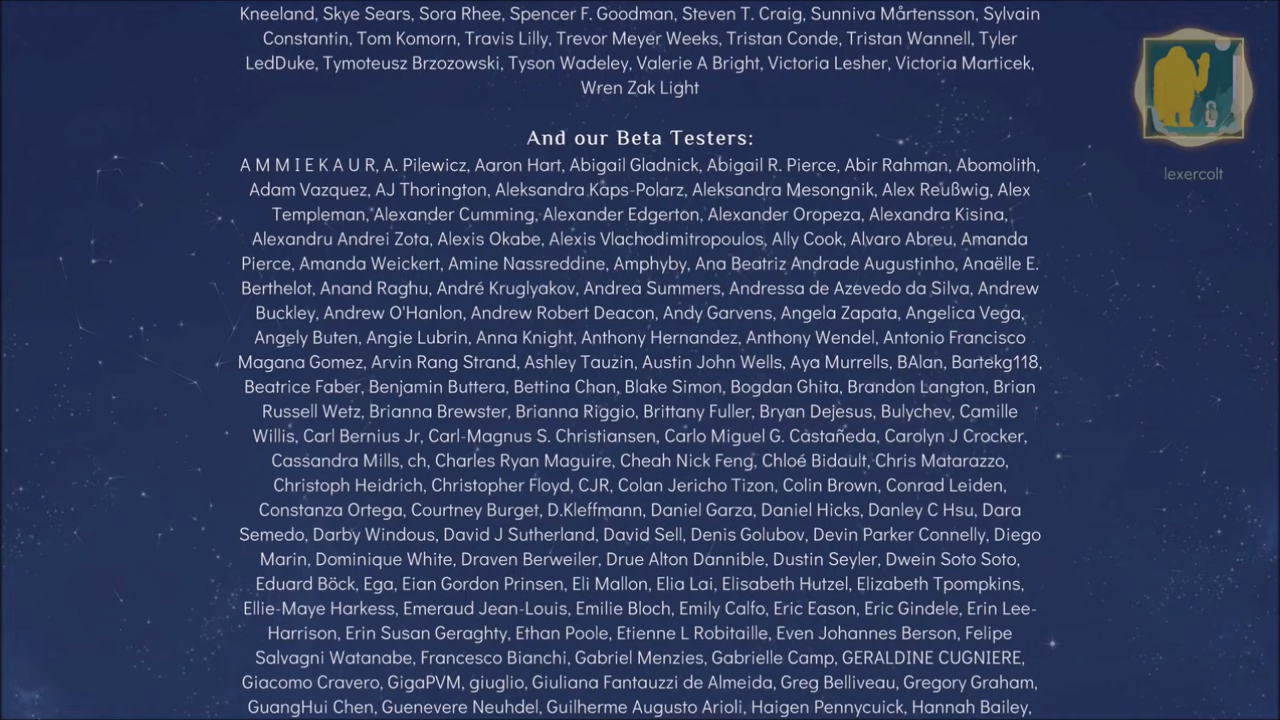 Kneeland, Skye Sears, Sora Rhee, Spencer F. Goodman, Steven T. Craig, Sunniva Mårtensson, Sylvain
Constantin, Tom Komorn, Travis Lilly, Trevor Meyer Weeks, Tristan Conde, Tristan Wannell, Tyler
LedDuke, Tymoteusz Brzozowski, Tyson Wadeley, Valerie A Bright, Victoria Lesher, Victoria Marticek,
Wren Zak Light
And our Beta Testers:
A M M I E K A U R, A. Pilewicz, Aaron Hart, Abigail Gladnick, Abigail R. Pierce, Abir Rahman, Abomolith,
Adam Vazquez, AJ Thorington, Aleksandra Kaps-Polarz, Aleksandra Mesongnik, Alex Reußwig, Alex
Templeman, Alexander Cumming, Alexander Edgerton, Alexander Oropeza, Alexandra Kisina,
Alexandru Andrei Zota, Alexis Okabe, Alexis Vlachodimitropoulos, Ally Cook, Alvaro Abreu, Amanda
Pierce, Amanda Weickert, Amine Nassreddine, Amphyby, Ana Beatriz Andrade Augustinho, Anaëlle E.
Berthelot, Anand Raghu, André Kruglyakov, Andrea Summers, Andressa de Azevedo da Silva, Andrew
Buckley, Andrew O'Hanlon, Andrew Robert Deacon, Andy Garvens, Angela Zapata, Angelica Vega,
Angely Buten, Angie Lubrin, Anna Knight, Anthony Hernandez, Anthony Wendel, Antonio Francisco
Magana Gomez, Arvin Rang Strand, Ashley Tauzin, Austin John Wells, Aya Murrells, BAlan, Bartekg118,
Beatrice Faber, Benjamin Buttera, Bettina Chan, Blake Simon, Bogdan Ghita, Brandon Langton, Brian
Russell Wetz, Brianna Brewster, Brianna Riggio, Brittany Fuller, Bryan Dejesus, Bulychev, Camille
Willis, Carl Bernius Jr, Carl-Magnus S. Christiansen, Carlo Miguel G. Castañeda, Carolyn J Crocker,
Cassandra Mills, ch, Charles Ryan Maguire, Cheah Nick Feng, Chloé Bidault, Chris Matarazzo,
Christoph Heidrich, Christopher Floyd, CJR, Colan Jericho Tizon, Colin Brown, Conrad Leiden,
Constanza Ortega, Courtney Burget, D.Kleffmann, Daniel Garza, Daniel Hicks, Danley C Hsu, Dara
Semedo, Darby Windous, David J Sutherland, David Sell, Denis Golubov, Devin Parker Connelly, Diego
Marin, Dominique White, Draven Berweiler, Drue Alton Dannible, Dustin Seyler, Dwein Soto Soto,
Eduard Böck, Ega, Eian Gordon Prinsen, Eli Mallon, Elia Lai, Elisabeth Hutzel, Elizabeth Tpompkins,
Ellie-Maye Harkess, Emeraud Jean-Louis, Emilie Bloch, Emily Calfo, Eric Eason, Eric Gindele, Erin Lee-
Harrison, Erin Susan Geraghty, Ethan Poole, Etienne L Robitaille, Even Johannes Berson, Felipe
Salvagni Watanabe, Francesco Bianchi, Gabriel Menzies, Gabrielle Camp, GERALDINE CUGNIERE,
Giacomo Cravero, GigaPVM, giuglio, Giuliana Fantauzzi de Almeida, Greg Belliveau, Gregory Graham,
GuangHui Chen, Guenevere Neuhdel, Guilherme Augusto Arioli, Haigen Pennycuick, Hannah Bailey,
lexercolt